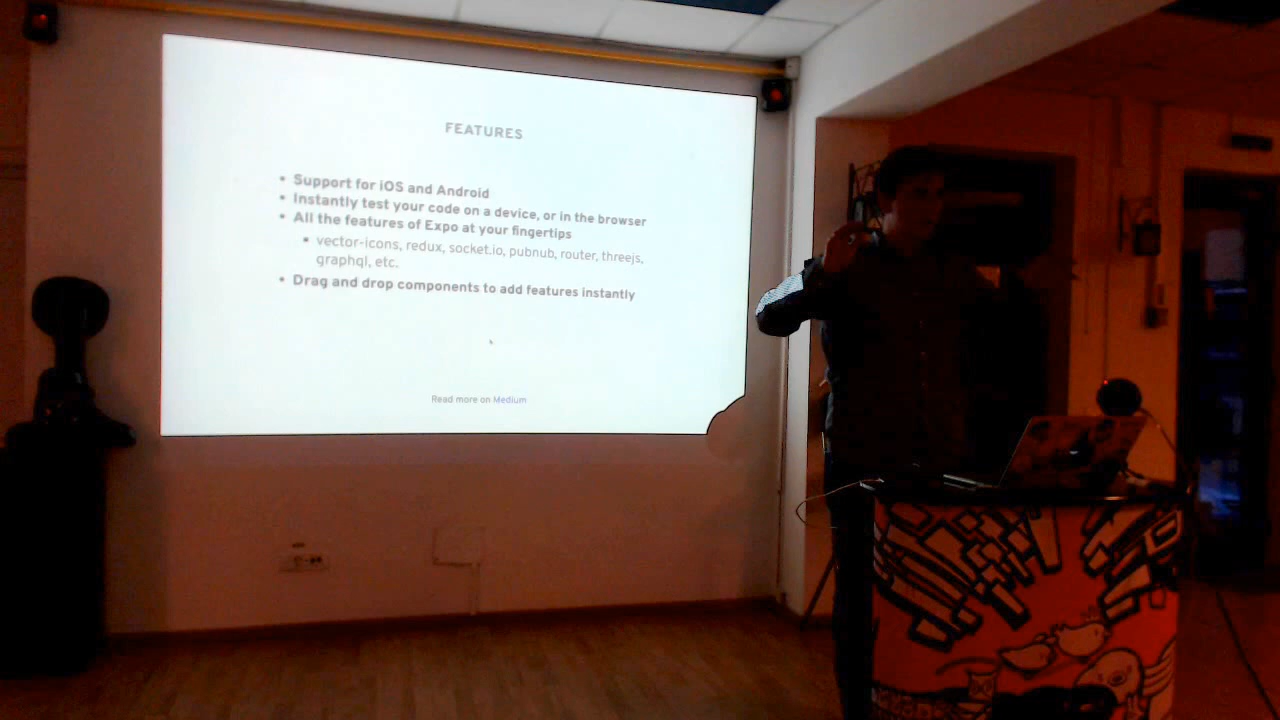 FEATURES
• Support for iOS and Android
• Instantly test your code on a device, or in the browser
• All the features of Expo at your fingertips
• vector-icons, redux, socket.io, pubnub, router, threejs,
graphql, etc.
• Drag and drop components to add features instantly
Read more on Medium